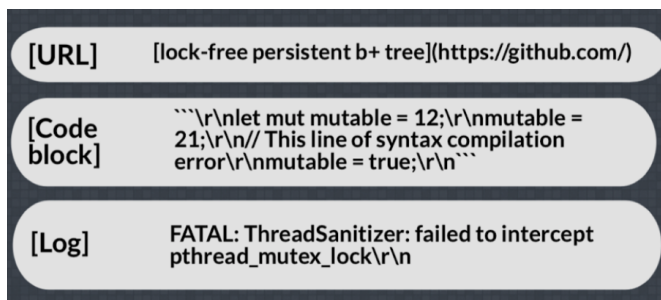 [URL] [lock-free persistent b+ tree](https://github.com/)
[Code
block]
```\r\nlet mut mutable = 12;\r\nmutable =
21;\r\n// This line of syntax compilation
error\r\nmutable = true;\r\n```
[Log]
FATAL: ThreadSanitizer: failed to intercept
pthread_mutex_lock\r\n